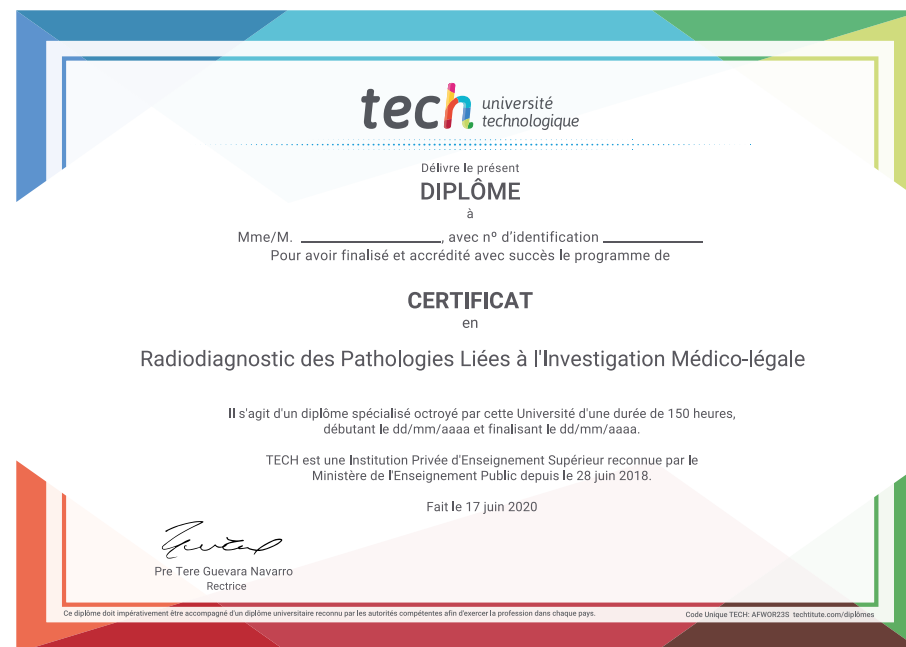 tech université
technologique
Délivre le présent
DIPLÔME
à
Mme/M. ____________________, avec nº d’identification ______________
Pour avoir finalisé et accrédité avec succès le programme de
CERTIFICAT
en
Radiodiagnostic des Pathologies Liées à l'Investigation Médico-légale
Il s'agit d'un diplôme spécialisé octroyé par cette Université d'une durée de 150 heures,
débutant le dd/mm/aaaa et finalisant le dd/mm/aaaa.
TECH est une Institution Privée d'Enseignement Supérieur reconnue par le
Ministère de l'Enseignement Public depuis le 28 juin 2018.
Fait le 17 juin 2020
Pre Tere Guevara Navarro
Rectrice
Ce diplôme doit impérativement être accompagné d'un diplôme universitaire reconnu par les autorités compétentes afin d'exercer la profession dans chaque pays.
Code Unique TECH: AFWOR23S techtitute.com/diplômes